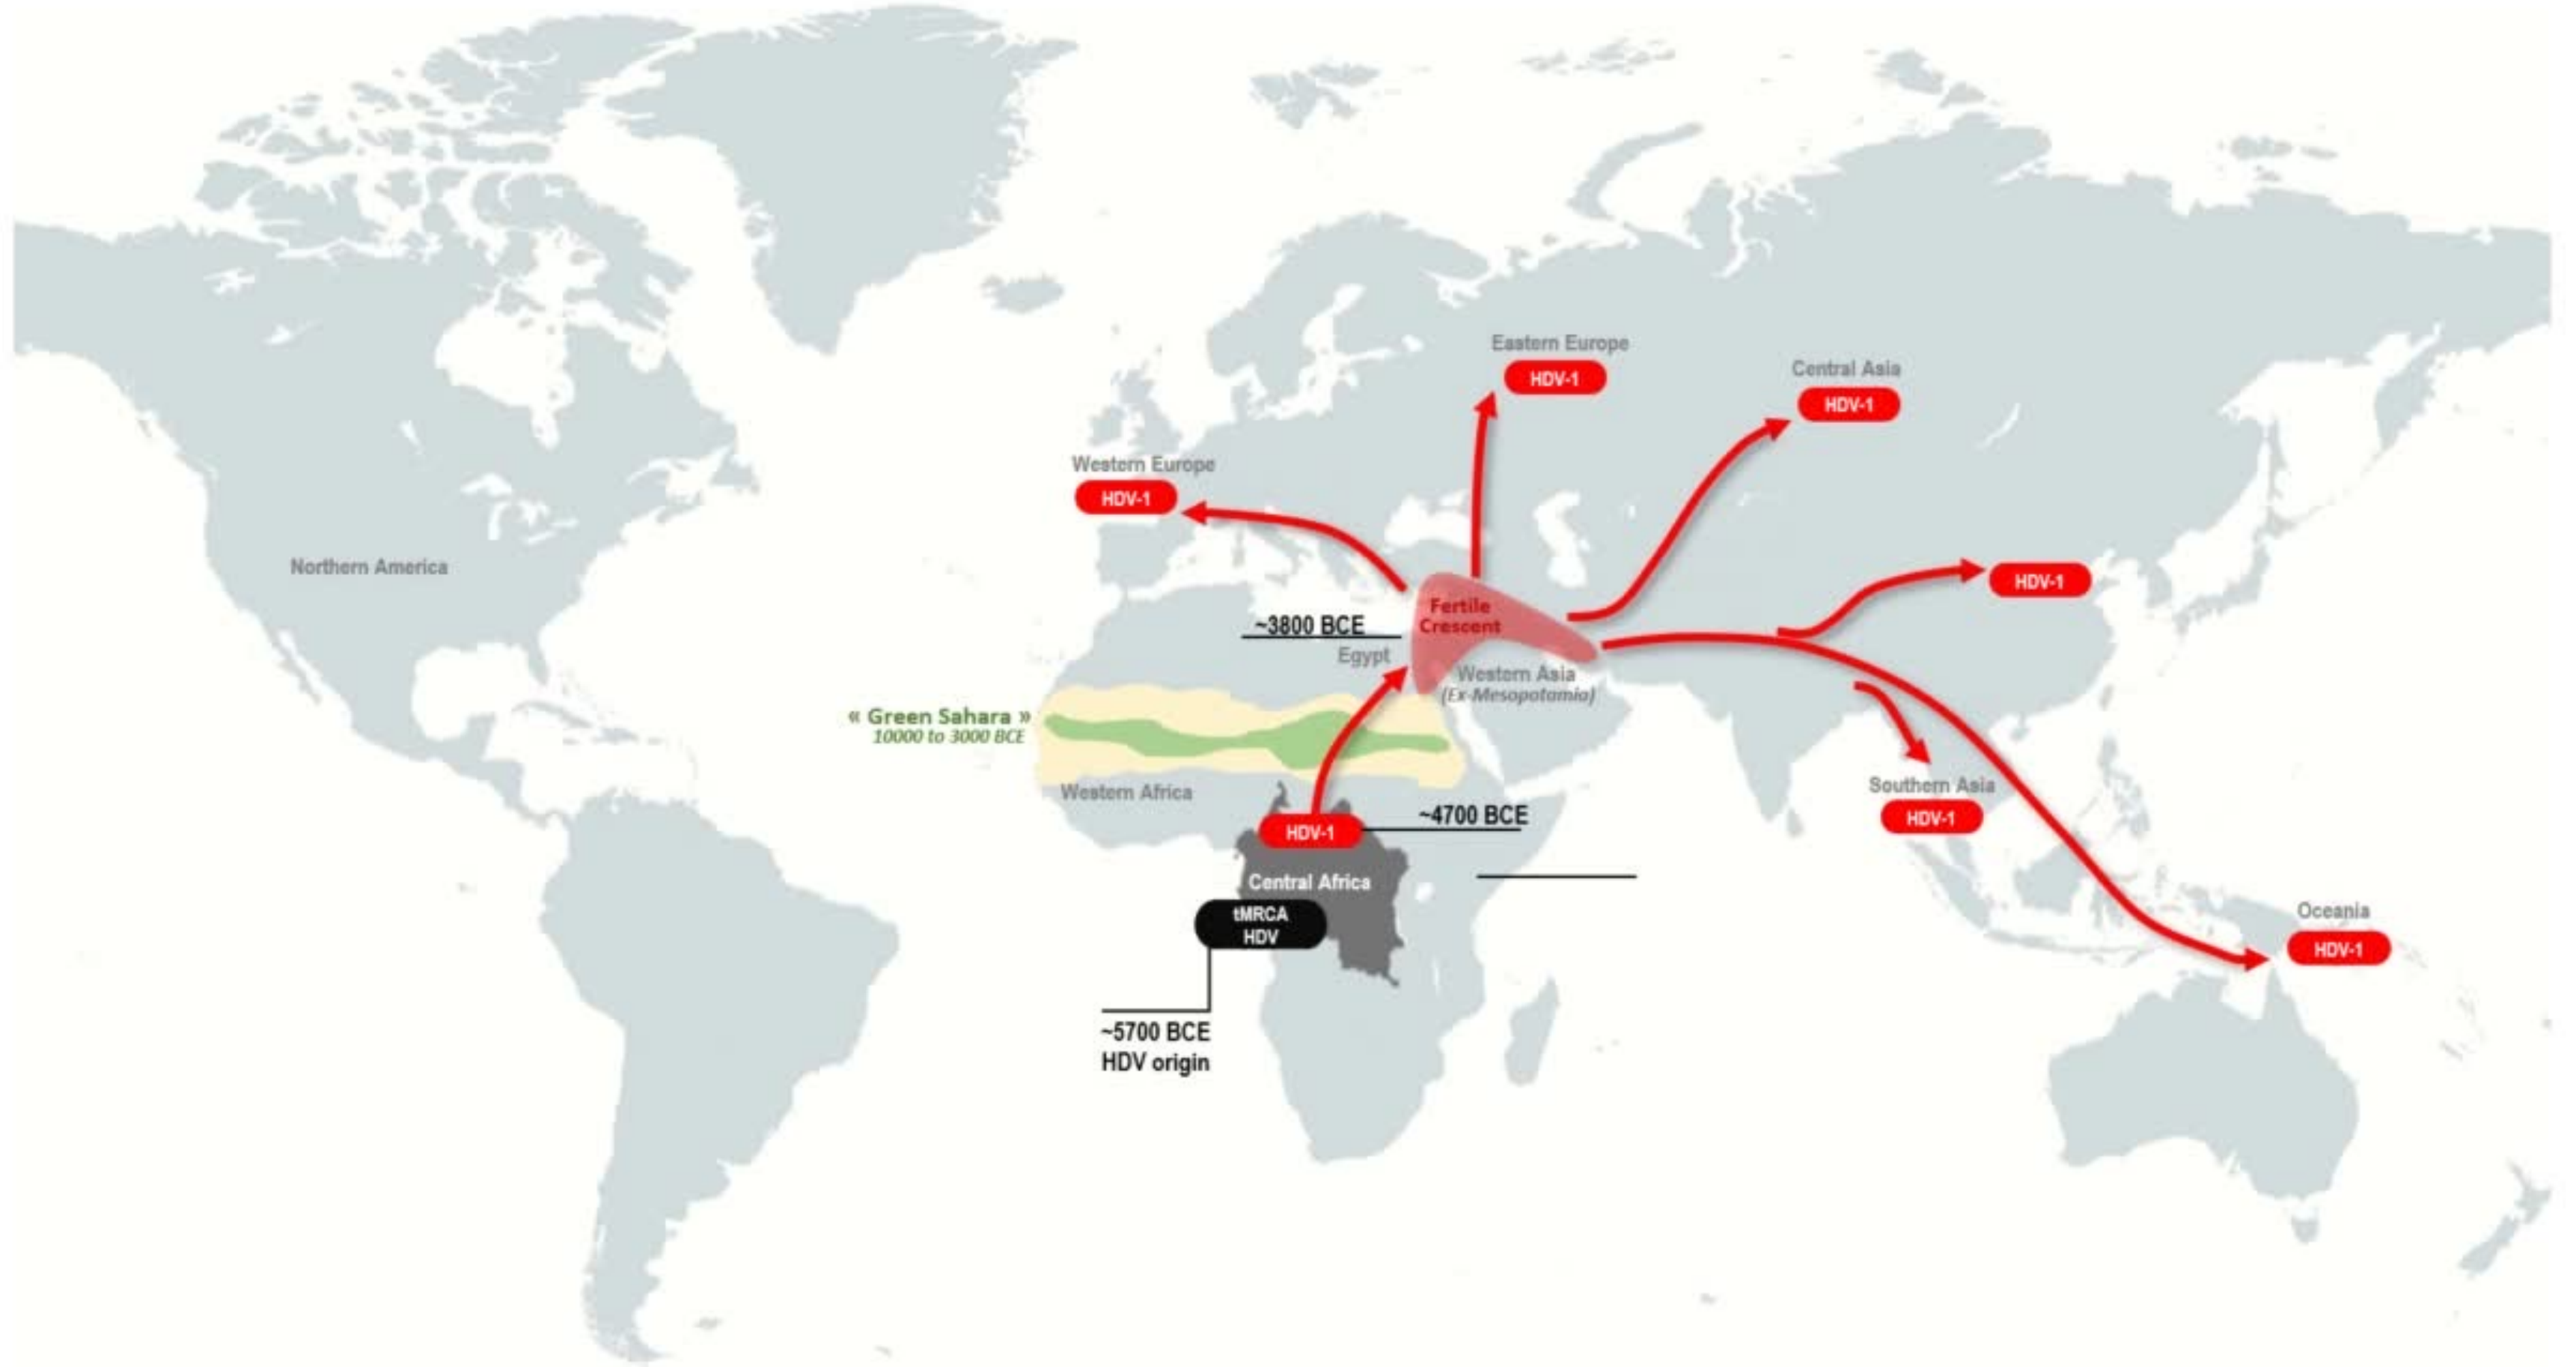 Eastern Europe
HDV-1
Central Asia
HDV-1
Western Europe
HDV-1
Northern America
HDV-1
Fertile
Crescent
~3800 BCE
Egypt
Western Asia
(Ex-Mesopotamia)
« Green Sahara »
10000 to 3000 BCE
Western Africa
Southern Asia
HDV-1
~4700 BCE
HDV-1
Central Africa
tMRCA
HDV
Oceania
HDV-1
~5700 BCE
HDV origin